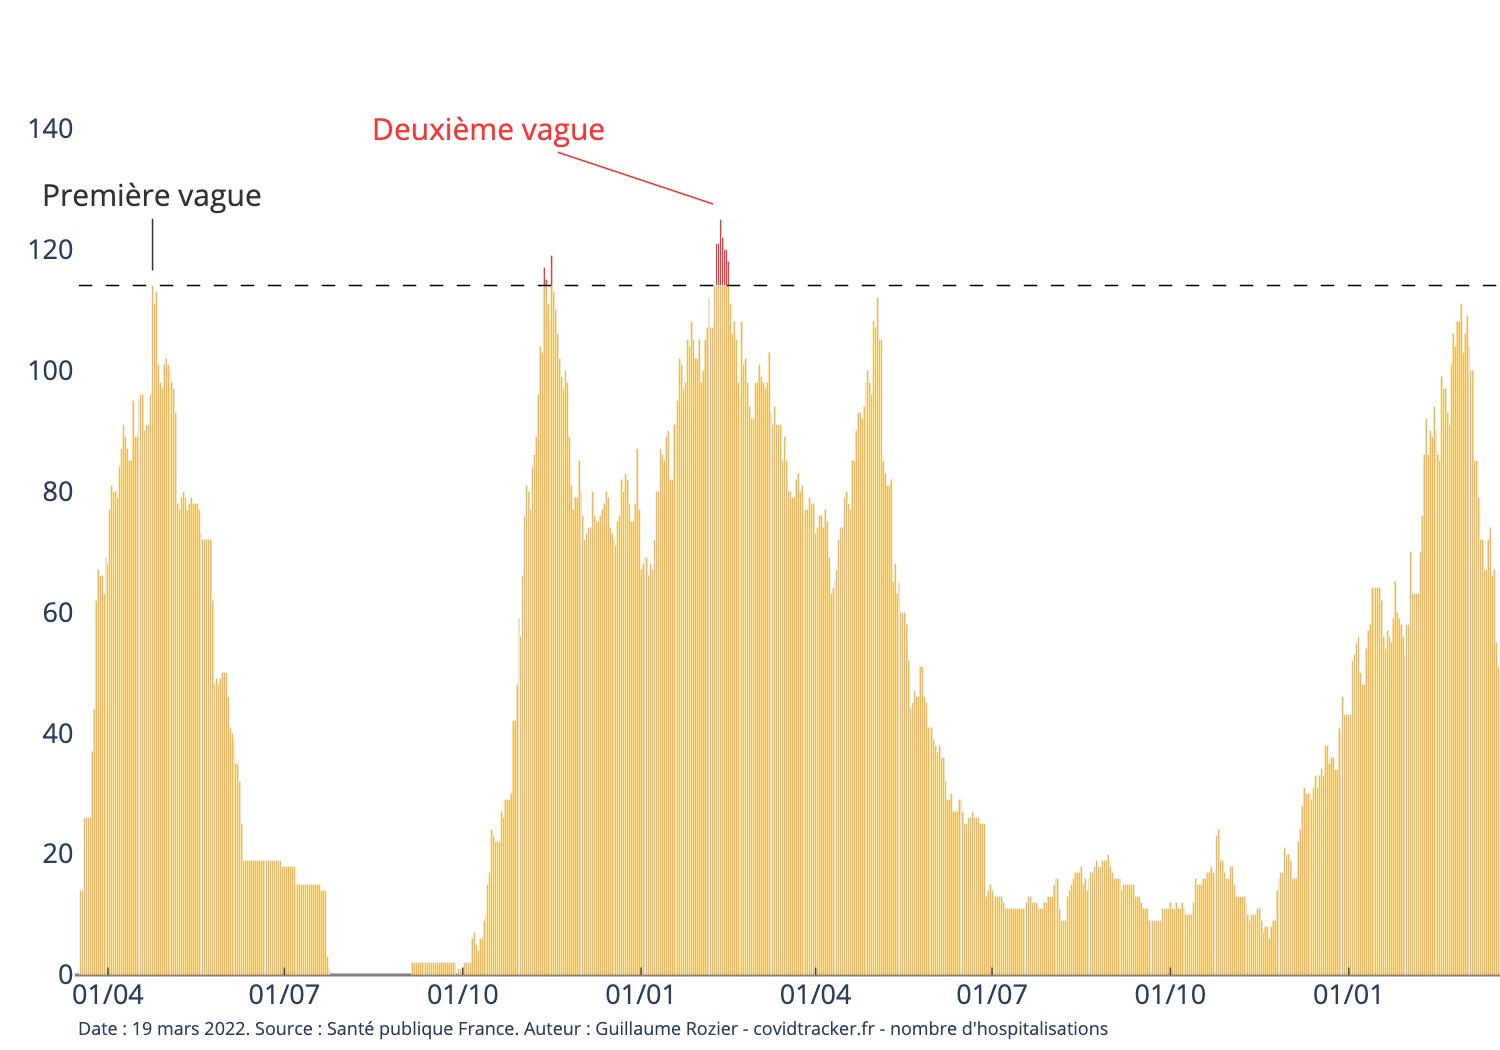 140
Deuxième vague
Première vague
120
100
80
60
40
20
0
01/04 01/07 01/10 01/01 01/04 01/07 01/10 01/01
Date : 19 mars 2022. Source : Santé publique France. Auteur : Guillaume Rozier - covidtracker.fr - nombre d'hospitalisations